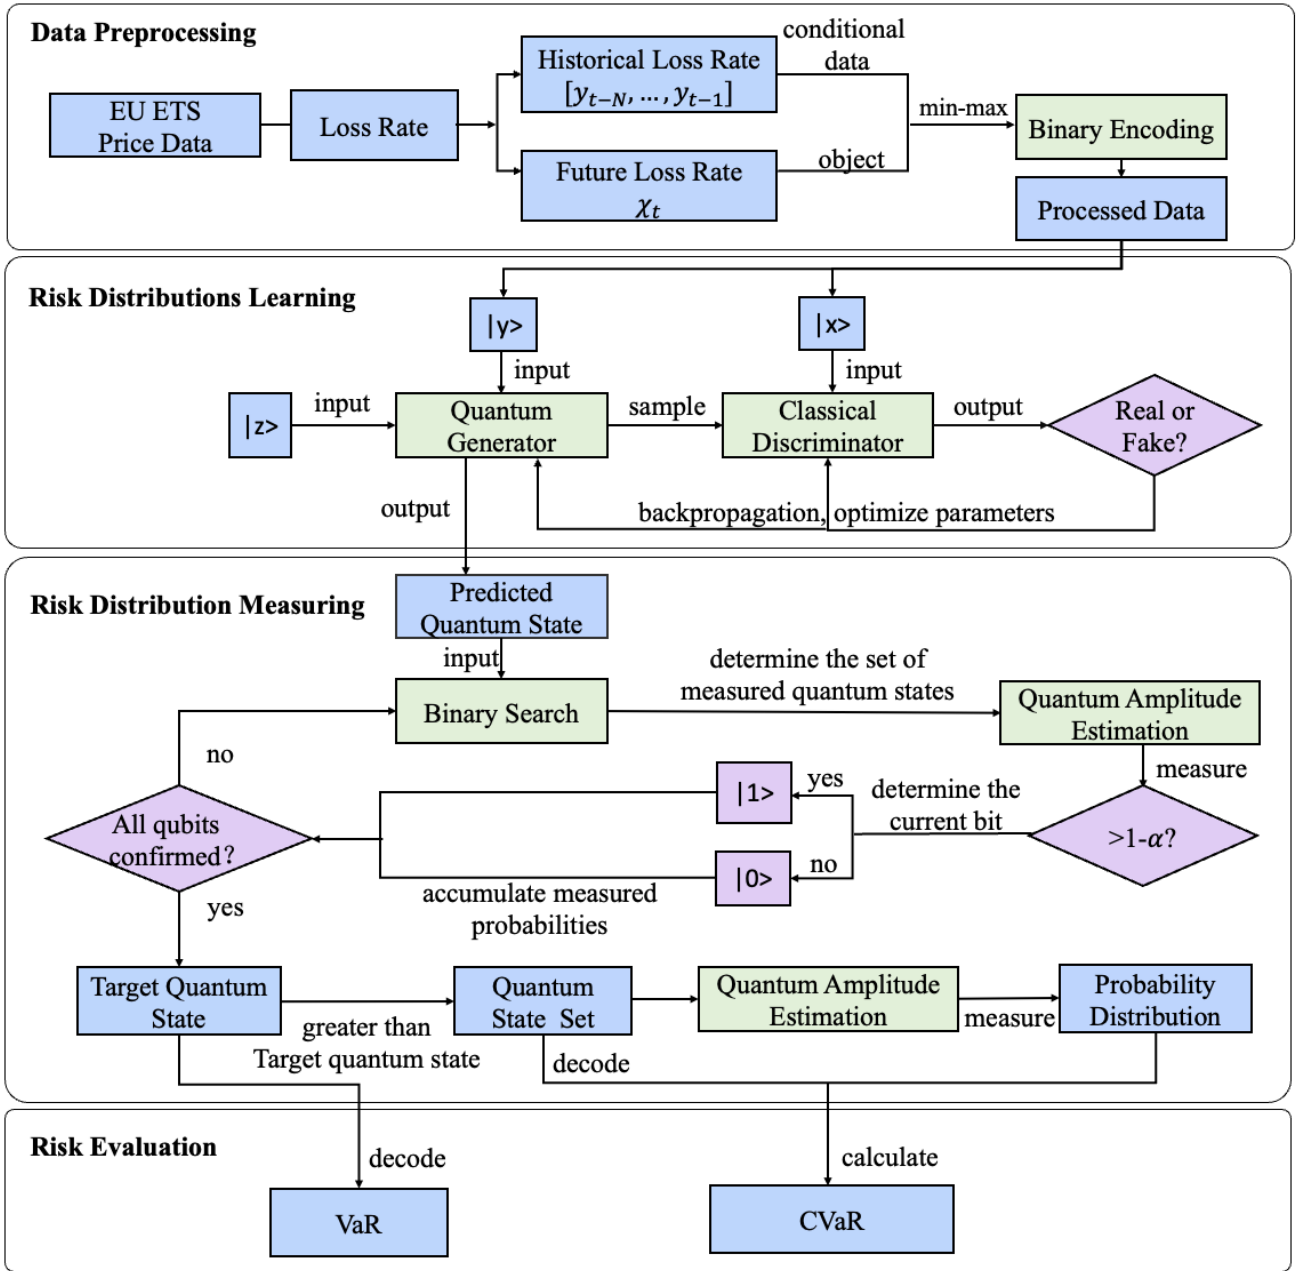 Data Preprocessing
EU ETS
Price Data
Loss Rate
Historical Loss Rate
[y_{t−N}, … , y_{t−1}]
Future Loss Rate
χ_t
conditional
data
object
min-max
Binary Encoding
Processed Data
Risk Distributions Learning
|y>
|x>
input
input
|z>
input
Quantum
Generator
sample
Classical
Discriminator
output
Real or
Fake?
output
backpropagation, optimize parameters
Risk Distribution Measuring
Predicted
Quantum State
input
Binary Search
determine the set of
measured quantum states
Quantum Amplitude
Estimation
measure
>1-α?
determine the
current bit
yes
|1>
no
|0>
accumulate measured
probabilities
no
All qubits
confirmed?
yes
Target Quantum
State
greater than
Target quantum state
Quantum
State Set
Quantum Amplitude
Estimation
measure
Probability
Distribution
decode
Risk Evaluation
decode
calculate
VaR
CVaR